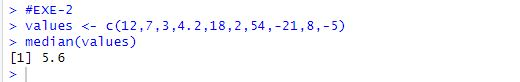 > #EXE-2
> values <- c(12,7,3,4.2,18,2,54,-21,8,-5)
> median(values)
[1] 5.6
>